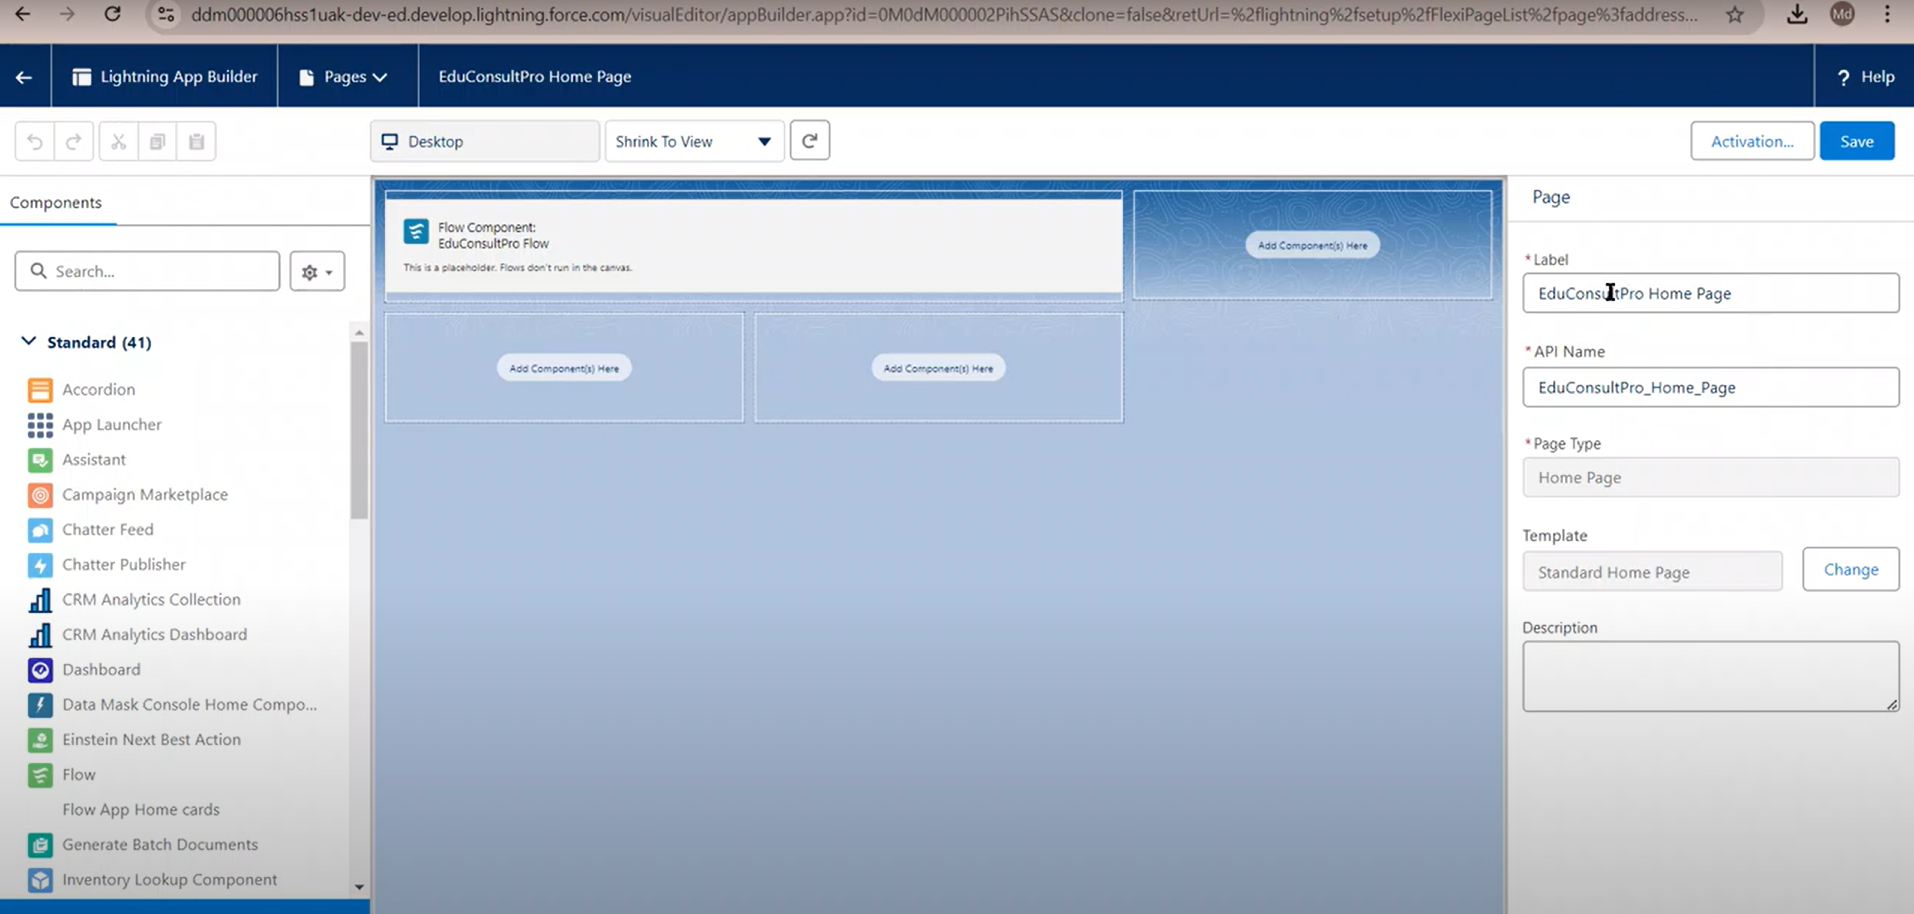 ddm000006hss1uak-dev-ed.develop.lightning.force.com/visualEditor/appBuilder.app?id=0M0dM000002PihSSAS&clone=false&retUrl=%2flightning%2fsetup%2fFlexiPageList%2fpage%3faddress...
Md
Lightning App Builder
Pages
EduConsultPro Home Page
? Help
Desktop
Shrink To View
Activation...
Save
Components
Search...
Standard (41)
Accordion
App Launcher
Assistant
Campaign Marketplace
Chatter Feed
Chatter Publisher
CRM Analytics Collection
CRM Analytics Dashboard
Dashboard
Data Mask Console Home Compo...
Einstein Next Best Action
Flow
Flow App Home cards
Generate Batch Documents
Inventory Lookup Component
Flow Component:
EduConsultPro Flow
This is a placeholder. Flows don't run in the canvas.
Add Component(s) Here
Add Component(s) Here
Add Component(s) Here
Page
*Label
EduConsultPro Home Page
*API Name
EduConsultPro_Home_Page
*Page Type
Home Page
Template
Standard Home Page
Change
Description